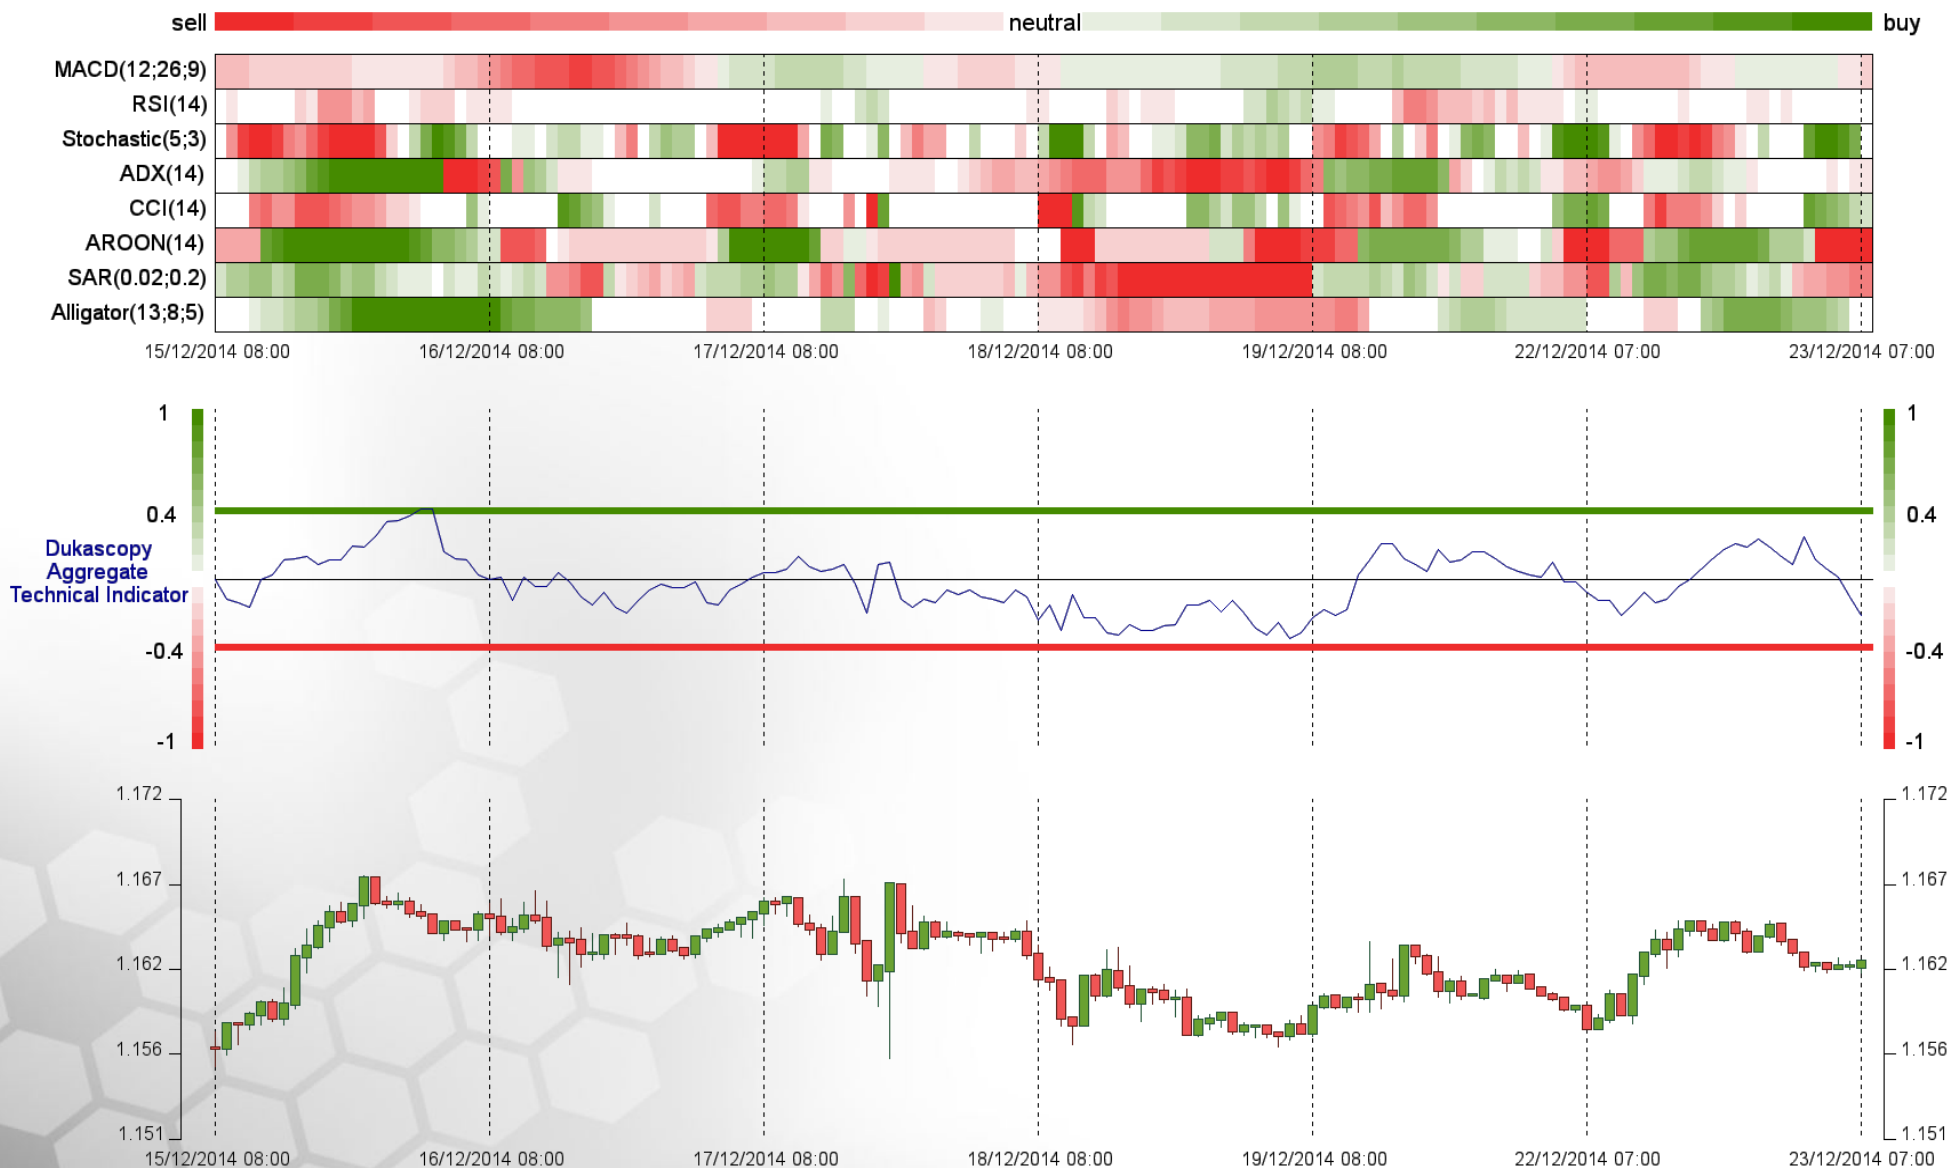 sell neutral buy
MACD(12;26;9)
RSI(14)
Stochastic(5;3)
ADX(14)
CCI(14)
AROON(14)
SAR(0.02;0.2)
Alligator(13;8;5)
15/12/2014 08:00 16/12/2014 08:00 17/12/2014 08:00 18/12/2014 08:00 19/12/2014 08:00 22/12/2014 07:00 23/12/2014 07:00
1 1
0.4 0.4
Dukascopy
Aggregate
Technical Indicator
-0.4 -0.4
-1 -1
1.172 1.172
1.167 1.167
1.162 1.162
1.156 1.156
1.151 1.151
15/12/2014 08:00 16/12/2014 08:00 17/12/2014 08:00 18/12/2014 08:00 19/12/2014 08:00 22/12/2014 07:00 23/12/2014 07:00